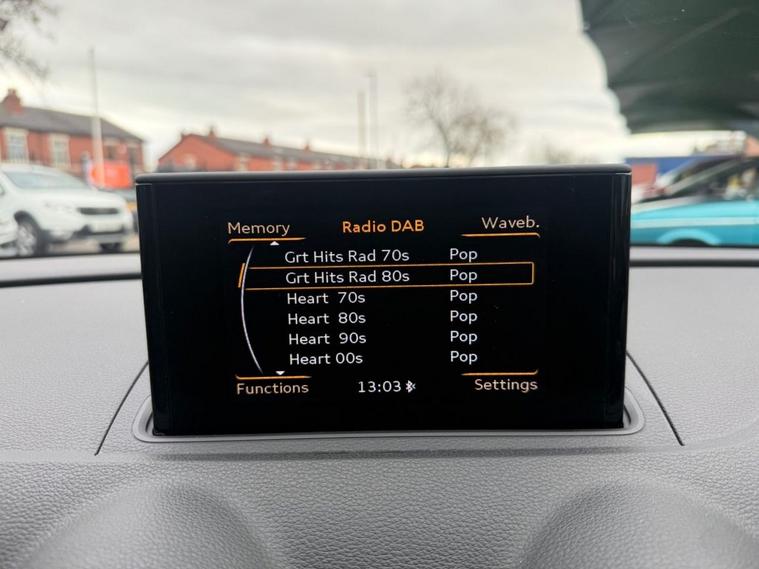 Memory Radio DAB Waveb.
Grt Hits Rad 70s Pop
Grt Hits Rad 80s Pop
Heart 70s Pop
Heart 80s Pop
Heart 90s Pop
Heart 00s Pop
Functions 13:03 Settings